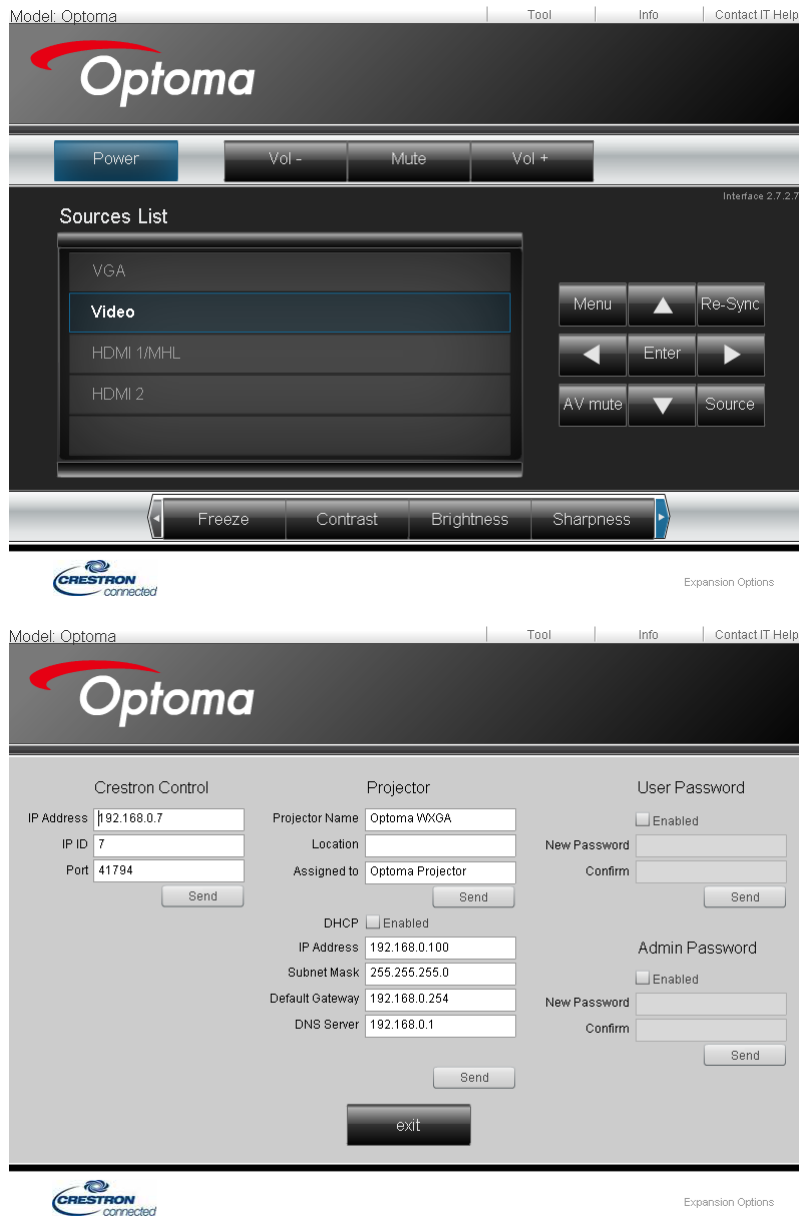 Model: Optoma
Tool
Info
Contact IT Help
Optoma
Power
Vol -
Mute
Vol +
Interface 2.7.2.7
Sources List
VGA
Video
HDMI 1/MHL
HDMI 2
Menu
Re-Sync
Enter
AV mute
Source
Freeze
Contrast
Brightness
Sharpness
CRESTRON
connected
Expansion Options
Model: Optoma
Tool
Info
Contact IT Help
Optoma
Crestron Control
IP Address 192.168.0.7
IP ID 7
Port 41794
Send
Projector
Projector Name Optoma WXGA
Location
Assigned to Optoma Projector
Send
DHCP Enabled
IP Address 192.168.0.100
Subnet Mask 255.255.255.0
Default Gateway 192.168.0.254
DNS Server 192.168.0.1
Send
User Password
Enabled
New Password
Confirm
Send
Admin Password
Enabled
New Password
Confirm
Send
exit
CRESTRON
connected
Expansion Options